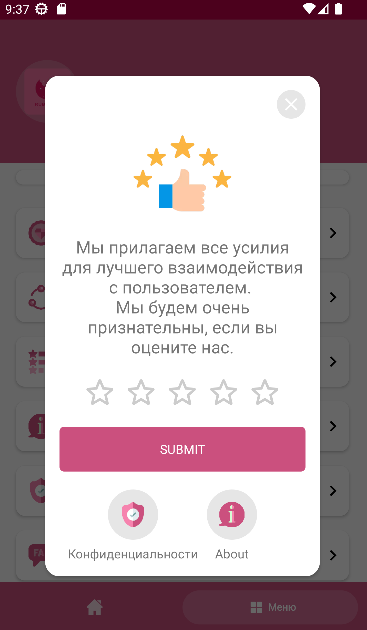 9:37
Мы прилагаем все усилия
для лучшего взаимодействия
с пользователем.
Мы будем очень
признательны, если вы
оцените нас.
SUBMIT
Конфиденциальности
About
FA
Меню